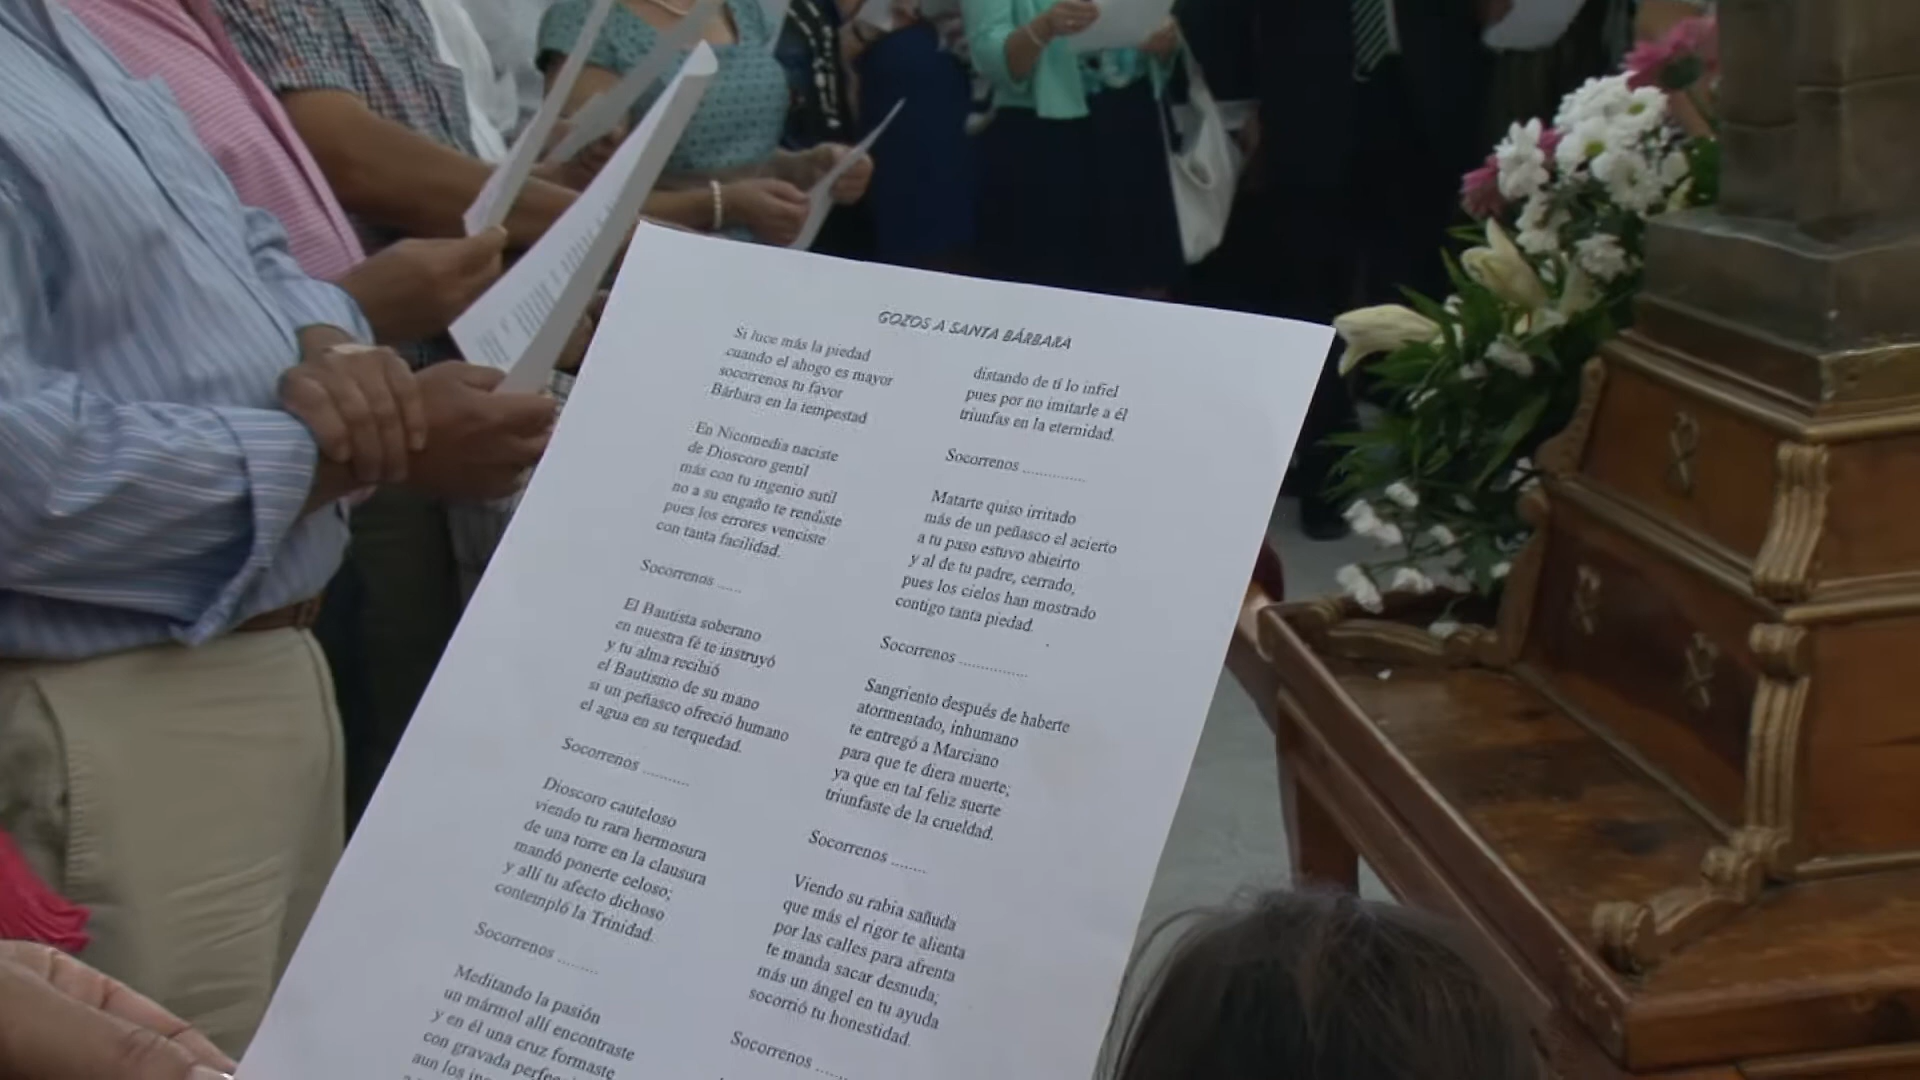 GOZOS A SANTA BÁRBARA
Si luce más la piedad
cuando el ahogo es mayor
socorrenos tu favor
Bárbara en la tempestad
En Nicomedia naciste
de Dioscoro gentil
más con tu ingenio sutil
no a su engaño te rendiste
pues los errores venciste
con tanta facilidad.
Socorrenos ......
El Bautista soberano
en nuestra fé te instruyó
y tu alma recibió
el Bautismo de su mano
si un peñasco ofreció humano
el agua en su terquedad.
Socorrenos ..........
Dioscoro cauteloso
viendo tu rara hermosura
de una torre en la clausura
mandó ponerte celoso;
y allí tu afecto dichoso
contempló la Trinidad.
Socorrenos ........
Meditando la pasión
un mármol allí encontraste
y en él una cruz formaste
con gravada
aun los
distando de tí lo infiel
pues por no imitarle a él
triunfas en la eternidad.
Socorrenos .............
Matarte quiso irritado
más de un peñasco el acierto
a tu paso estuvo abieirto
y al de tu padre, cerrado,
pues los cielos han mostrado
contigo tanta piedad.
Socorrenos ..............
Sangriento después de haberte
atormentado, inhumano
te entregó a Marciano
para que te diera muerte;
ya que en tal feliz suerte
triunfaste de la crueldad.
Socorrenos ........
Viendo su rabia sañuda
que más el rigor te alienta
por las calles para afrenta
te manda sacar desnuda;
más un ángel en tu ayuda
socorrió tu honestidad.
Socorrenos .......